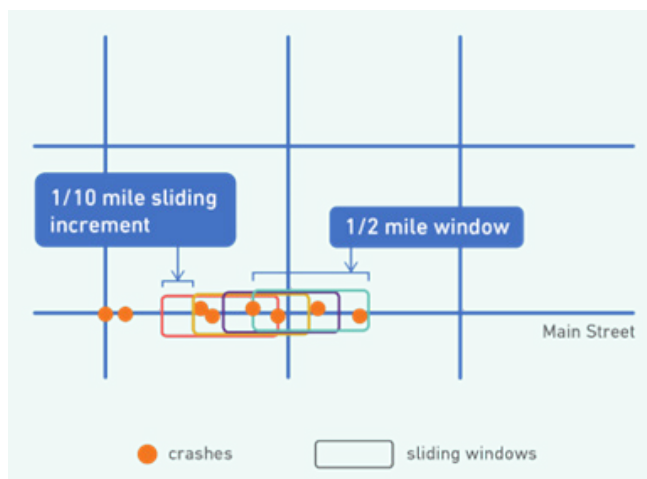 1/10 mile sliding
increment
1/2 mile window
Main Street
crashes
sliding windows